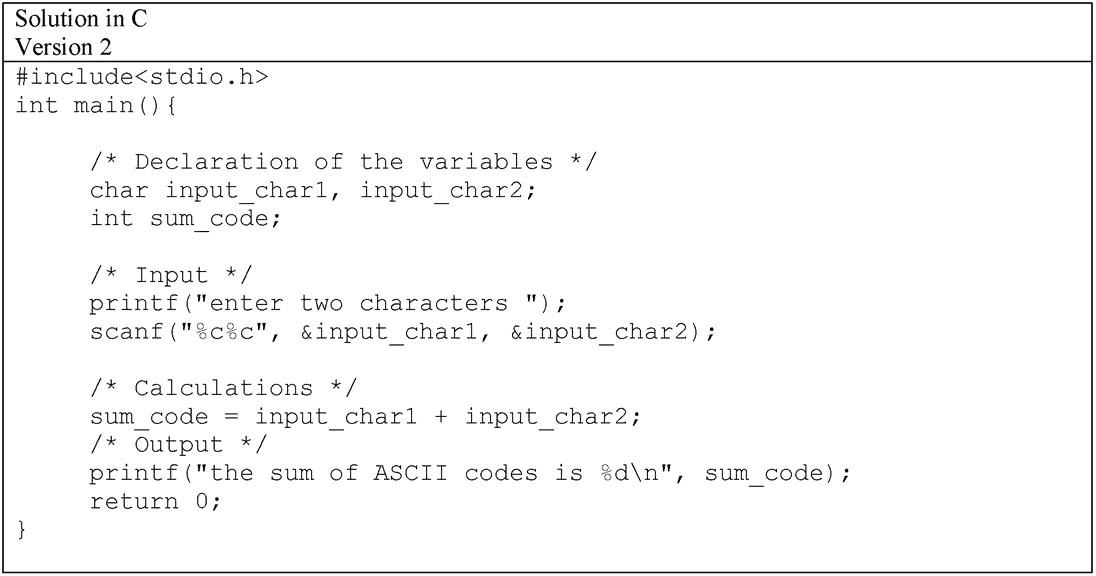 Solution in C
Version 2
#include<stdio.h>
int main(){
/* Declaration of the variables */
char input_char1, input_char2;
int sum_code;
/* Input */
printf("enter two characters ");
scanf("%c%c", &input_char1, &input_char2);
/* Calculations */
sum_code = input_char1 + input_char2;
/* Output */
printf("the sum of ASCII codes is %d\n", sum_code);
return 0;
}